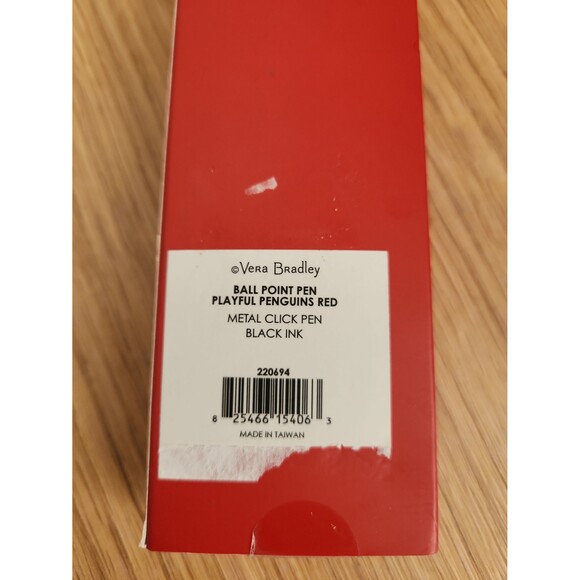 ©Vera Bradley
BALL POINT PEN
PLAYFUL PENGUINS RED
METAL CLICK PEN
BLACK INK
220694
8 25466 15406 3
MADE IN TAIWAN